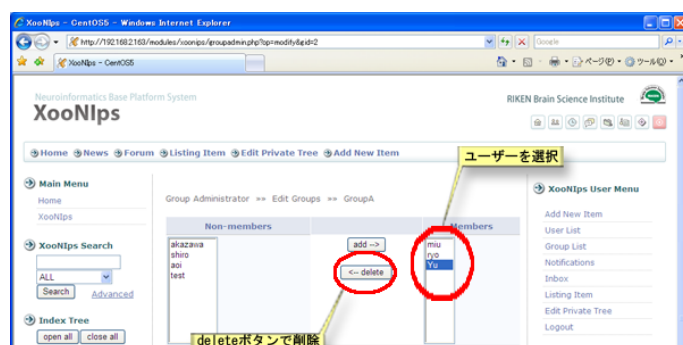 XooNIps - CentOS5 - Windows Internet Explorer
http://192.168.2.163/modules/xoonips/groupadmin.php?op=modify&gid=2
Google
XooNIps - CentOS5
ページ(P)
ツール(O)
Neuroinformatics Base Platform System
XooNIps
RIKEN Brain Science Institute
Home News Forum Listing Item Edit Private Tree Add New Item
ユーザーを選択
Main Menu
Home
XooNIps
XooNIps Search
ALL
Search Advanced
Index Tree
open all close all
Group Administrator »» Edit Groups »» GroupA
Non-members
Members
akazawa
shiro
aoi
test
add -->
<-- delete
miu
ryo
Yu
deleteボタンで削除
XooNIps User Menu
Add New Item
User List
Group List
Notifications
Inbox
Listing Item
Edit Private Tree
Logout